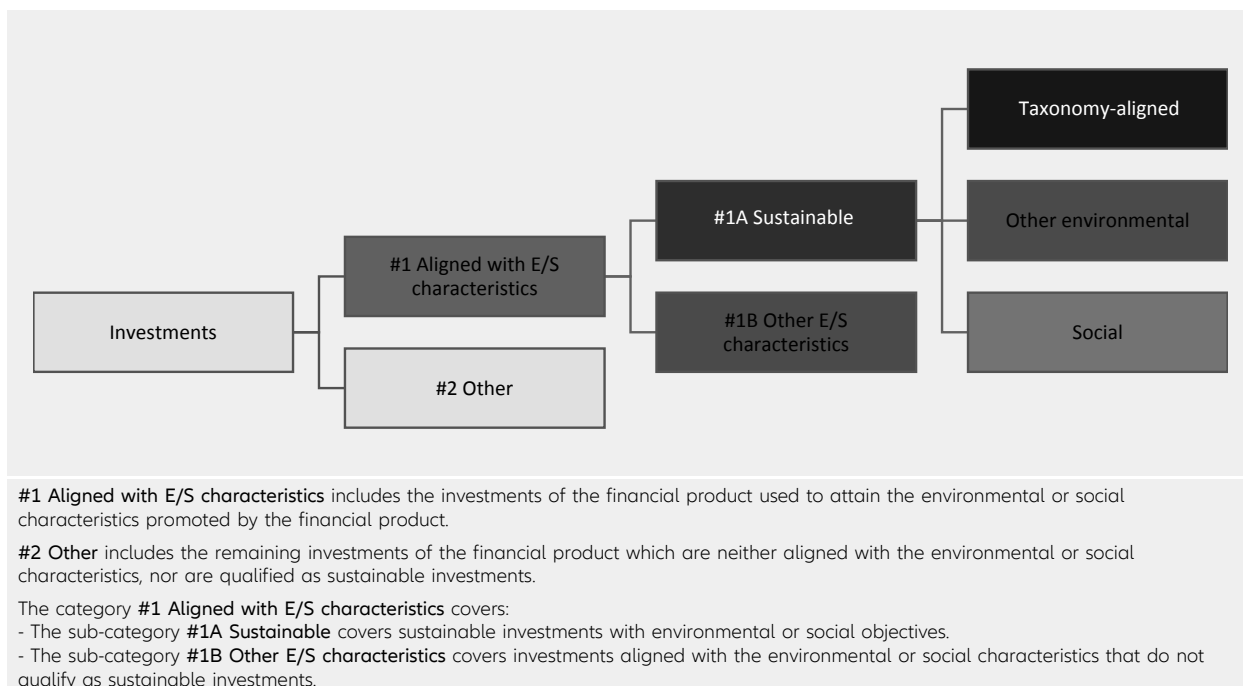 Taxonomy-aligned
#1A Sustainable
Other environmental
#1 Aligned with E/S
characteristics
#1B Other E/S
characteristics
Investments
Social
#2 Other
#1 Aligned with E/S characteristics includes the investments of the financial product used to attain the environmental or social
characteristics promoted by the financial product.
#2 Other includes the remaining investments of the financial product which are neither aligned with the environmental or social
characteristics, nor are qualified as sustainable investments.
The category #1 Aligned with E/S characteristics covers:
- The sub-category #1A Sustainable covers sustainable investments with environmental or social objectives.
- The sub-category #1B Other E/S characteristics covers investments aligned with the environmental or social characteristics that do not
qualify as sustainable investments.